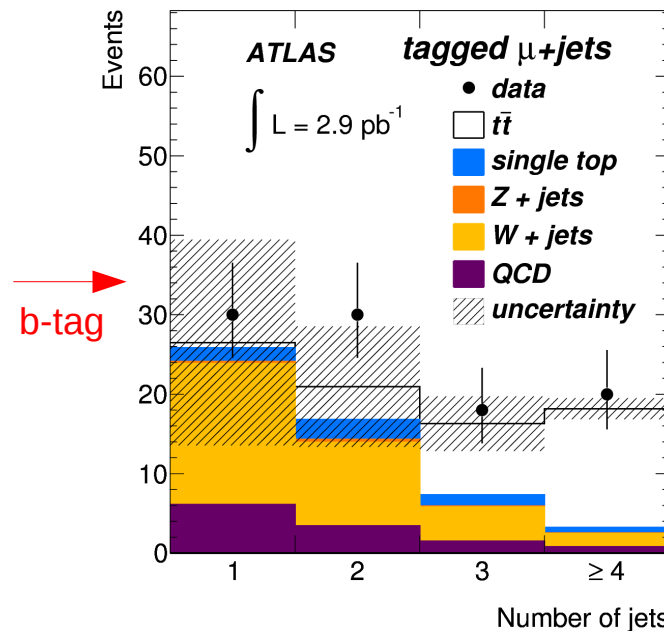 Events
ATLAS
tagged μ+jets
∫ L = 2.9 pb⁻¹
data
tt̄
single top
Z + jets
W + jets
QCD
uncertainty
b-tag
60
50
40
30
20
10
0
1 2 3 ≥ 4
Number of jets